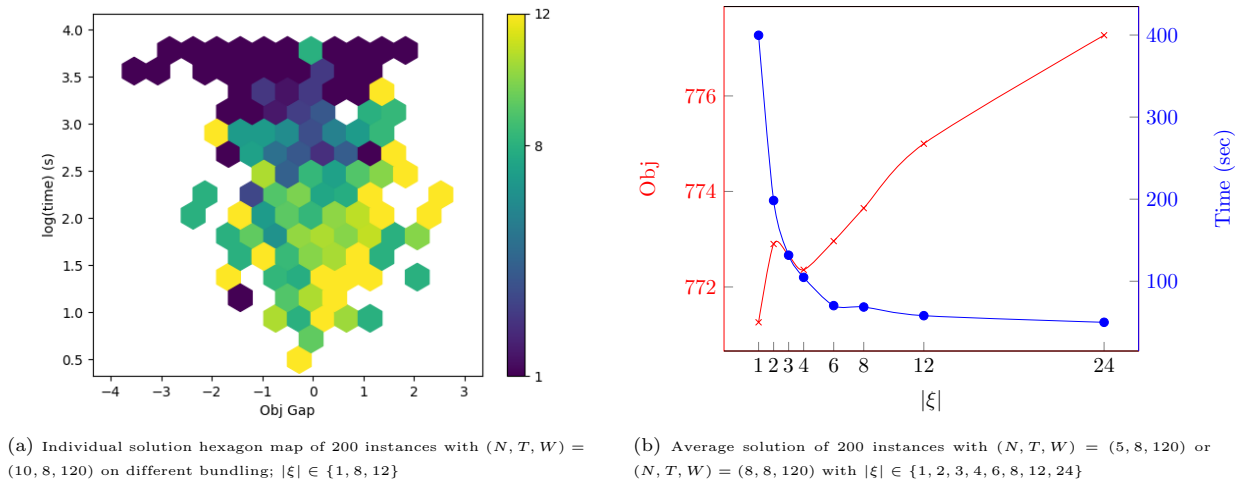 4.0
3.5
3.0
2.5
2.0
1.5
1.0
0.5
log(time) (s)
−4 −3 −2 −1 0 1 2 3
Obj Gap
12
8
1
776
774
772
Obj
400
300
200
100
Time (sec)
1 2 3 4 6 8 12 24
|ξ|
(a) Individual solution hexagon map of 200 instances with (N, T, W) =
(10, 8, 120) on different bundling; |ξ| ∈ {1, 8, 12}
(b) Average solution of 200 instances with (N, T, W) = (5, 8, 120) or
(N, T, W) = (8, 8, 120) with |ξ| ∈ {1, 2, 3, 4, 6, 8, 12, 24}